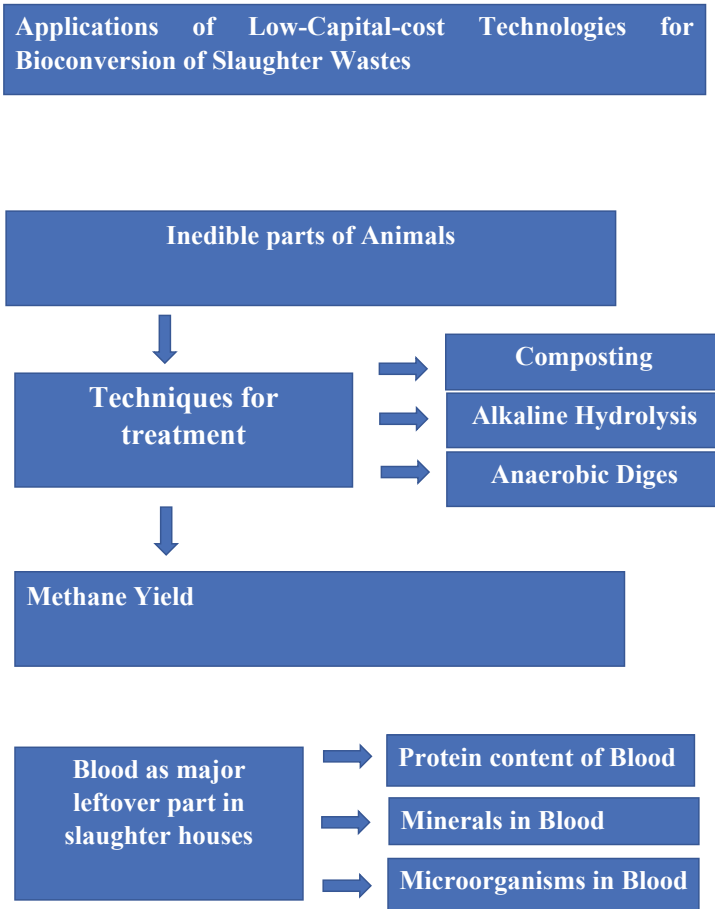 Applications of Low-Capital-cost Technologies for
Bioconversion of Slaughter Wastes
Inedible parts of Animals
Techniques for
treatment
Composting
Alkaline Hydrolysis
Anaerobic Diges
Methane Yield
Blood as major
leftover part in
slaughter houses
Protein content of Blood
Minerals in Blood
Microorganisms in Blood